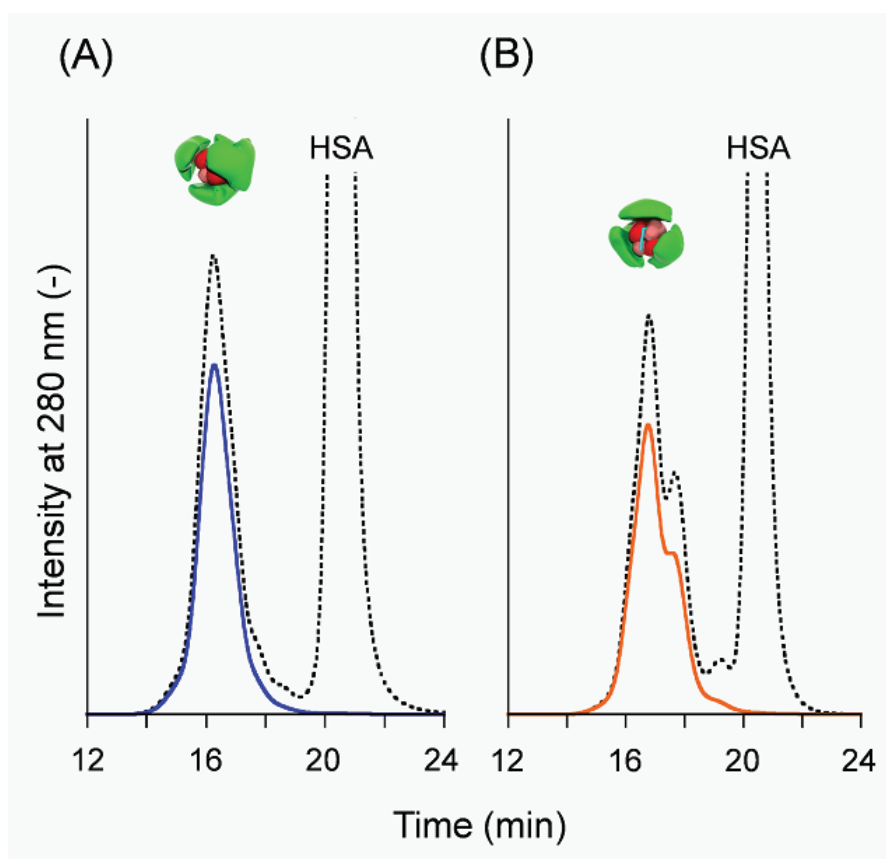 (A)
(B)
HSA
HSA
Intensity at 280 nm (-)
12 16 20 24
12 16 20 24
Time (min)